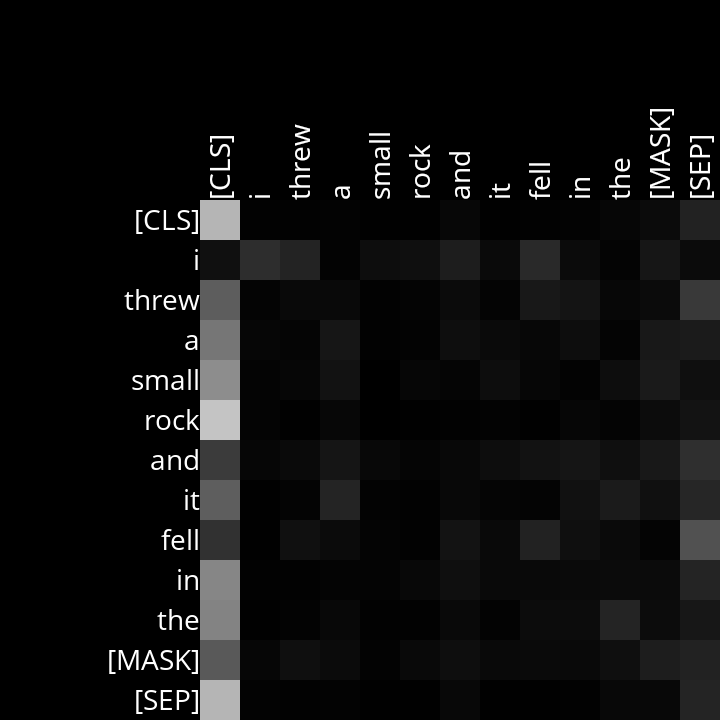 [CLS] i threw a small rock and it fell in the [MASK] [SEP]
[CLS]
i
threw
a
small
rock
and
it
fell
in
the
[MASK]
[SEP]